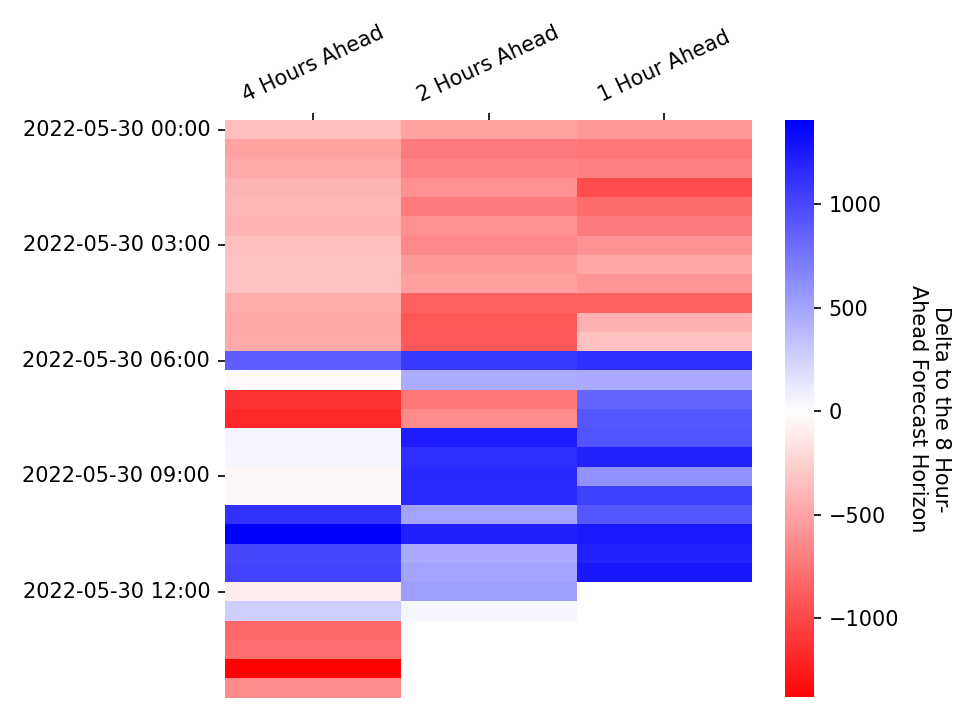 4 Hours Ahead
2 Hours Ahead
1 Hour Ahead
2022-05-30 00:00
2022-05-30 03:00
2022-05-30 06:00
2022-05-30 09:00
2022-05-30 12:00
1000
500
0
−500
−1000
Delta to the 8 Hour-
Ahead Forecast Horizon